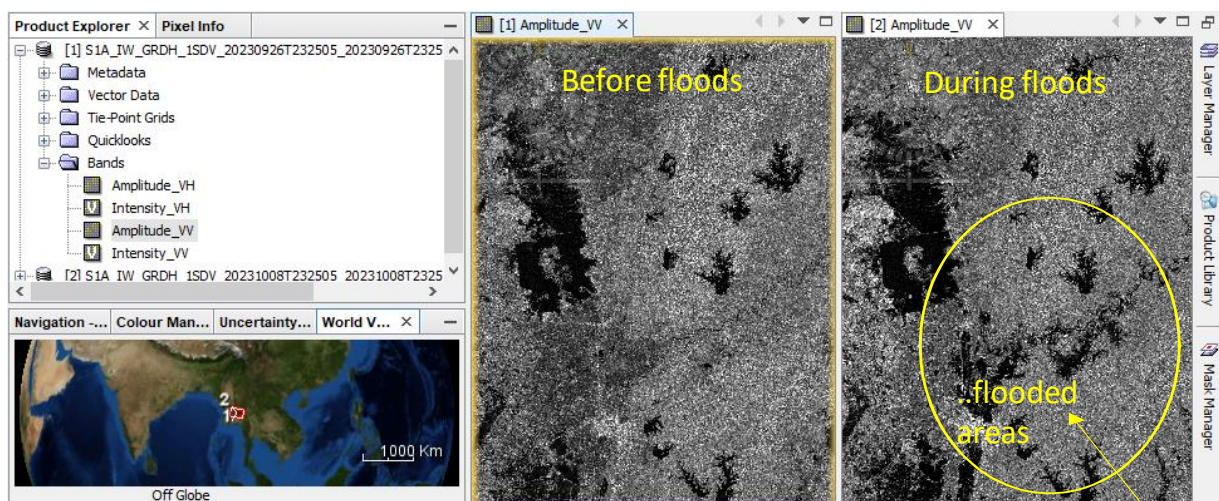 Product Explorer × Pixel Info
[1] S1A_IW_GRDH_1SDV_20230926T232505_20230926T2325
Metadata
Vector Data
Tie-Point Grids
Quicklooks
Bands
Amplitude_VH
Intensity_VH
Amplitude_VV
Intensity_VV
[2] S1A_IW_GRDH_1SDV_20231008T232505_20231008T2325
Navigation -... Colour Man... Uncertainty... World V... ×
2
1
1000 Km
Off Globe
[1] Amplitude_VV ×
Before floods
[2] Amplitude_VV ×
During floods
..flooded
areas
Layer Manager
Product Library
Mask Manager